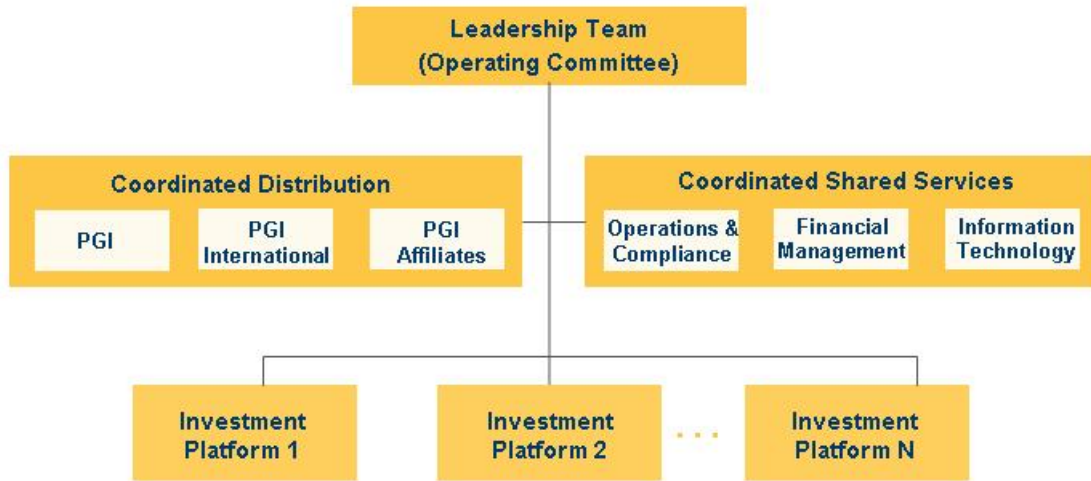 Leadership Team
(Operating Committee)
Coordinated Distribution
PGI
PGI
International
PGI
Affiliates
Coordinated Shared Services
Operations &
Compliance
Financial
Management
Information
Technology
Investment
Platform 1
Investment
Platform 2
. . .
Investment
Platform N